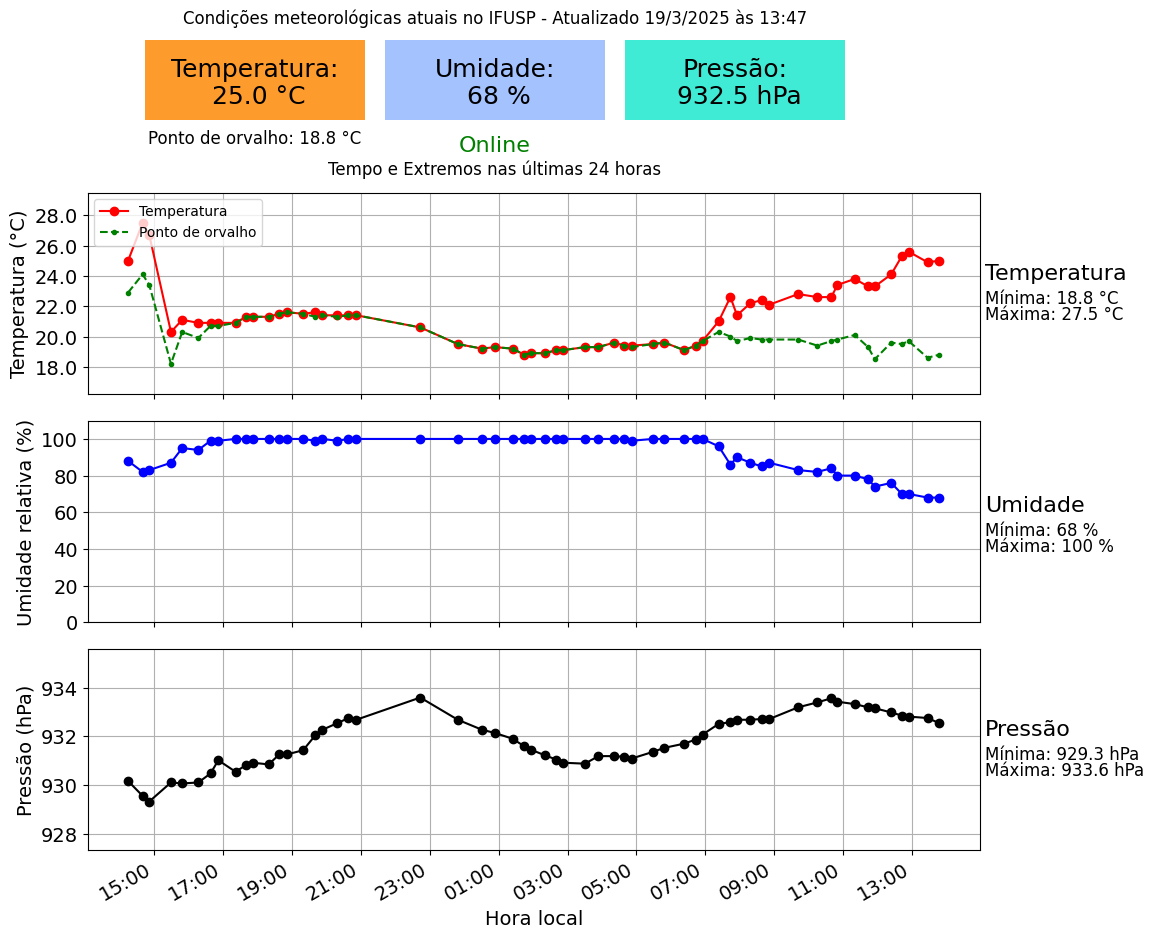 Condições meteorológicas atuais no IFUSP - Atualizado 19/3/2025 às 13:47
Temperatura:
25.0 °C
Umidade:
68 %
Pressão:
932.5 hPa
Ponto de orvalho: 18.8 °C
Online
Tempo e Extremos nas últimas 24 horas
Temperatura (°C)
28.0
26.0
24.0
22.0
20.0
18.0
Temperatura
Ponto de orvalho
Temperatura
Mínima: 18.8 °C
Máxima: 27.5 °C
Umidade relativa (%)
100
80
60
40
20
0
Umidade
Mínima: 68 %
Máxima: 100 %
Pressão (hPa)
934
932
930
928
Pressão
Mínima: 929.3 hPa
Máxima: 933.6 hPa
15:00
17:00
19:00
21:00
23:00
01:00
03:00
05:00
07:00
09:00
11:00
13:00
Hora local